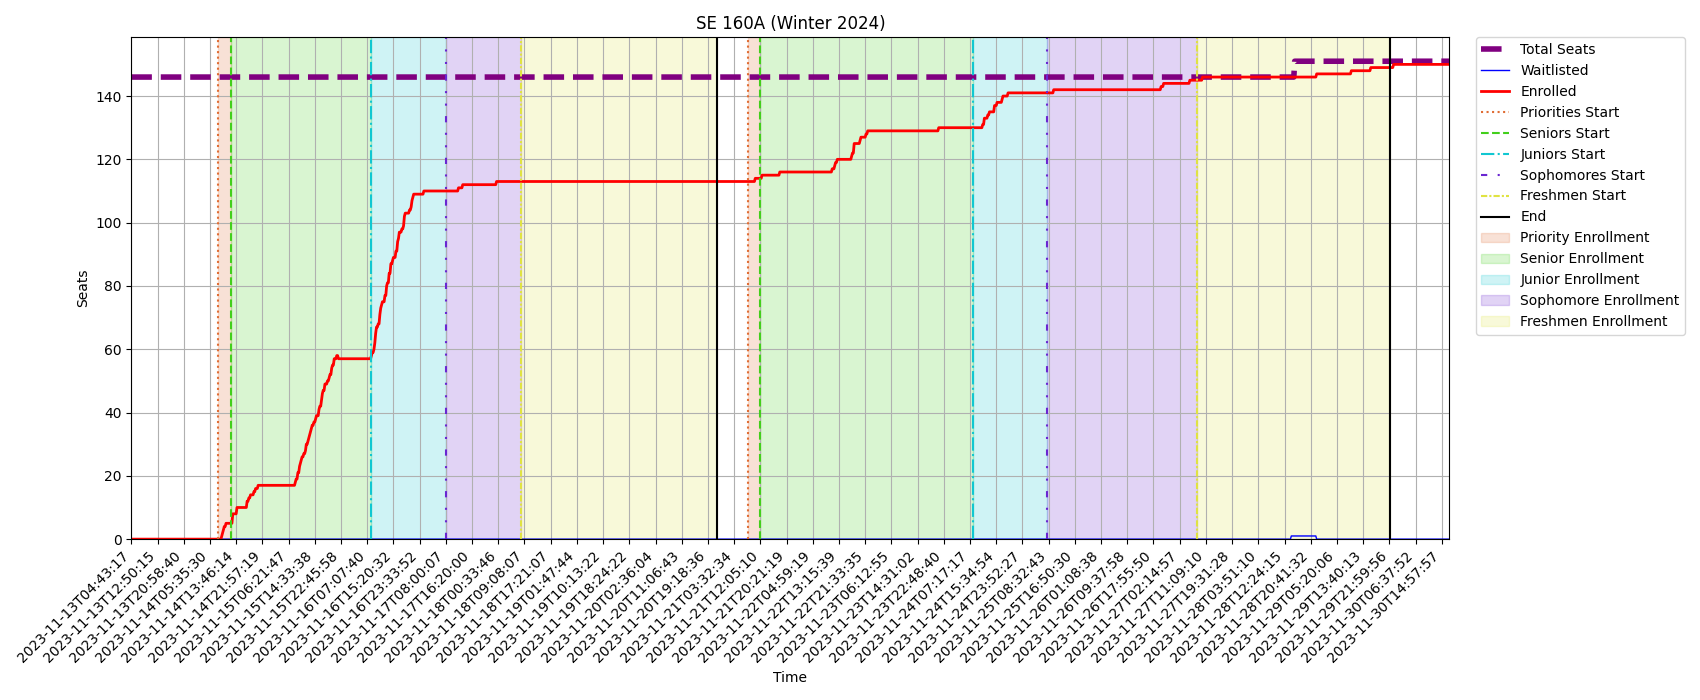 SE 160A (Winter 2024)
Seats
140
120
100
80
60
40
20
0
2023-11-13T04:43:17
2023-11-13T12:50:15
2023-11-13T20:58:40
2023-11-14T05:35:30
2023-11-14T13:46:14
2023-11-14T21:57:19
2023-11-15T06:21:47
2023-11-15T14:33:38
2023-11-15T22:45:58
2023-11-16T07:07:40
2023-11-16T15:20:32
2023-11-16T23:33:52
2023-11-17T08:00:07
2023-11-17T16:20:00
2023-11-18T00:33:46
2023-11-18T09:08:07
2023-11-18T17:21:07
2023-11-19T01:47:44
2023-11-19T10:13:22
2023-11-19T18:24:22
2023-11-20T02:36:04
2023-11-20T11:06:43
2023-11-20T19:18:36
2023-11-21T03:32:34
2023-11-21T12:05:10
2023-11-21T20:21:19
2023-11-22T04:59:19
2023-11-22T13:15:39
2023-11-22T21:33:35
2023-11-23T06:12:55
2023-11-23T14:31:02
2023-11-23T22:48:40
2023-11-24T07:17:17
2023-11-24T15:34:54
2023-11-24T23:52:27
2023-11-25T08:32:43
2023-11-25T16:50:30
2023-11-26T01:08:38
2023-11-26T09:37:58
2023-11-26T17:55:50
2023-11-27T02:14:57
2023-11-27T11:09:10
2023-11-27T19:31:28
2023-11-28T03:51:10
2023-11-28T12:24:15
2023-11-28T20:41:32
2023-11-29T05:20:06
2023-11-29T13:40:13
2023-11-29T21:59:56
2023-11-30T06:37:52
2023-11-30T14:57:57
Time
Total Seats
Waitlisted
Enrolled
Priorities Start
Seniors Start
Juniors Start
Sophomores Start
Freshmen Start
End
Priority Enrollment
Senior Enrollment
Junior Enrollment
Sophomore Enrollment
Freshmen Enrollment